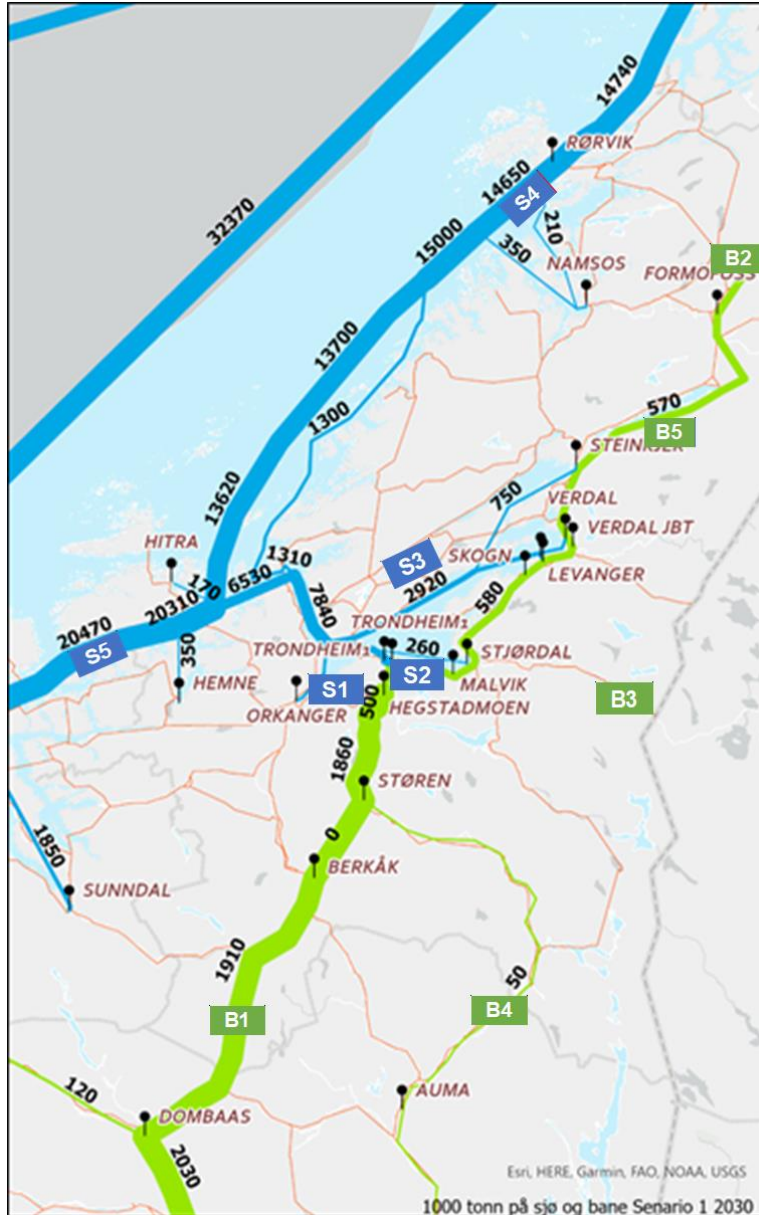 14740
RØRVIK
14650
S4
32370
15000
210
350
NAMSOS
B2
FORMOFOSS
13700
1300
570
B5
STEINKJER
750
VERDAL
13620
VERDAL JBT
HITRA
1310
S3
SKOGN
LEVANGER
170
6530
2920
580
20470
20310
7840
TRONDHEIM1
S5
350
TRONDHEIM1
260
STJØRDAL
HEMNE
S1
S2
MALVIK
B3
ORKANGER
500
HEGSTADMOEN
1860
STØREN
1850
0
BERKÅK
SUNNDAL
1910
50
B1
B4
120
AUMA
DOMBAAS
2030
Esri, HERE, Garmin, FAO, NOAA, USGS
1000 tonn på sjø og bane Senario 1 2030